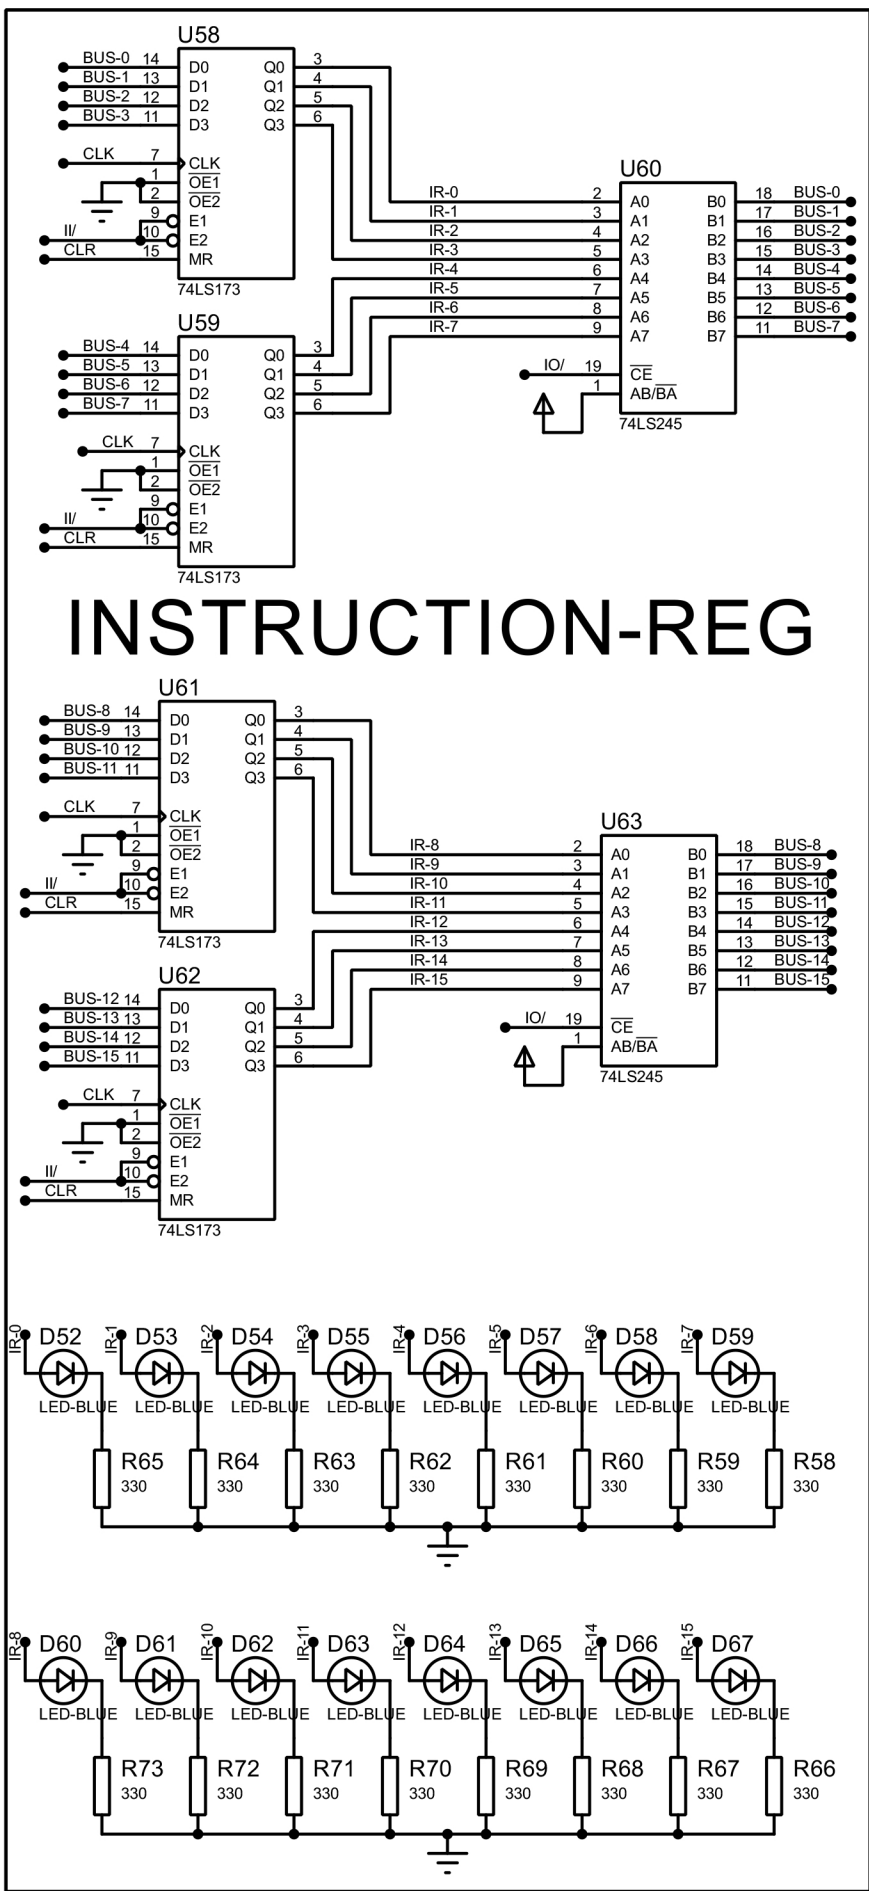 U58
BUS-0 14 D0 Q0 3
BUS-1 13 D1 Q1 4
BUS-2 12 D2 Q2 5
BUS-3 11 D3 Q3 6
CLK 7 CLK
1 OE1
2 OE2
9 E1
II/ 10 E2
CLR 15 MR
74LS173
U60
IR-0 2 A0 B0 18 BUS-0
IR-1 3 A1 B1 17 BUS-1
IR-2 4 A2 B2 16 BUS-2
IR-3 5 A3 B3 15 BUS-3
IR-4 6 A4 B4 14 BUS-4
IR-5 7 A5 B5 13 BUS-5
IR-6 8 A6 B6 12 BUS-6
IR-7 9 A7 B7 11 BUS-7
IO/ 19 CE
1 AB/BA
74LS245
U59
BUS-4 14 D0 Q0 3
BUS-5 13 D1 Q1 4
BUS-6 12 D2 Q2 5
BUS-7 11 D3 Q3 6
CLK 7 CLK
1 OE1
2 OE2
9 E1
II/ 10 E2
CLR 15 MR
74LS173
INSTRUCTION-REG
U61
BUS-8 14 D0 Q0 3
BUS-9 13 D1 Q1 4
BUS-10 12 D2 Q2 5
BUS-11 11 D3 Q3 6
CLK 7 CLK
1 OE1
2 OE2
9 E1
II/ 10 E2
CLR 15 MR
74LS173
U63
IR-8 2 A0 B0 18 BUS-8
IR-9 3 A1 B1 17 BUS-9
IR-10 4 A2 B2 16 BUS-10
IR-11 5 A3 B3 15 BUS-11
IR-12 6 A4 B4 14 BUS-12
IR-13 7 A5 B5 13 BUS-13
IR-14 8 A6 B6 12 BUS-14
IR-15 9 A7 B7 11 BUS-15
IO/ 19 CE
1 AB/BA
74LS245
U62
BUS-12 14 D0 Q0 3
BUS-13 13 D1 Q1 4
BUS-14 12 D2 Q2 5
BUS-15 11 D3 Q3 6
CLK 7 CLK
1 OE1
2 OE2
9 E1
II/ 10 E2
CLR 15 MR
74LS173
IR-0 D52 IR-1 D53 IR-2 D54 IR-3 D55 IR-4 D56 IR-5 D57 IR-6 D58 IR-7 D59
LED-BLUE LED-BLUE LED-BLUE LED-BLUE LED-BLUE LED-BLUE LED-BLUE LED-BLUE
R65 R64 R63 R62 R61 R60 R59 R58
330 330 330 330 330 330 330 330
IR-8 D60 IR-9 D61 IR-10 D62 IR-11 D63 IR-12 D64 IR-13 D65 IR-14 D66 IR-15 D67
LED-BLUE LED-BLUE LED-BLUE LED-BLUE LED-BLUE LED-BLUE LED-BLUE LED-BLUE
R73 R72 R71 R70 R69 R68 R67 R66
330 330 330 330 330 330 330 330